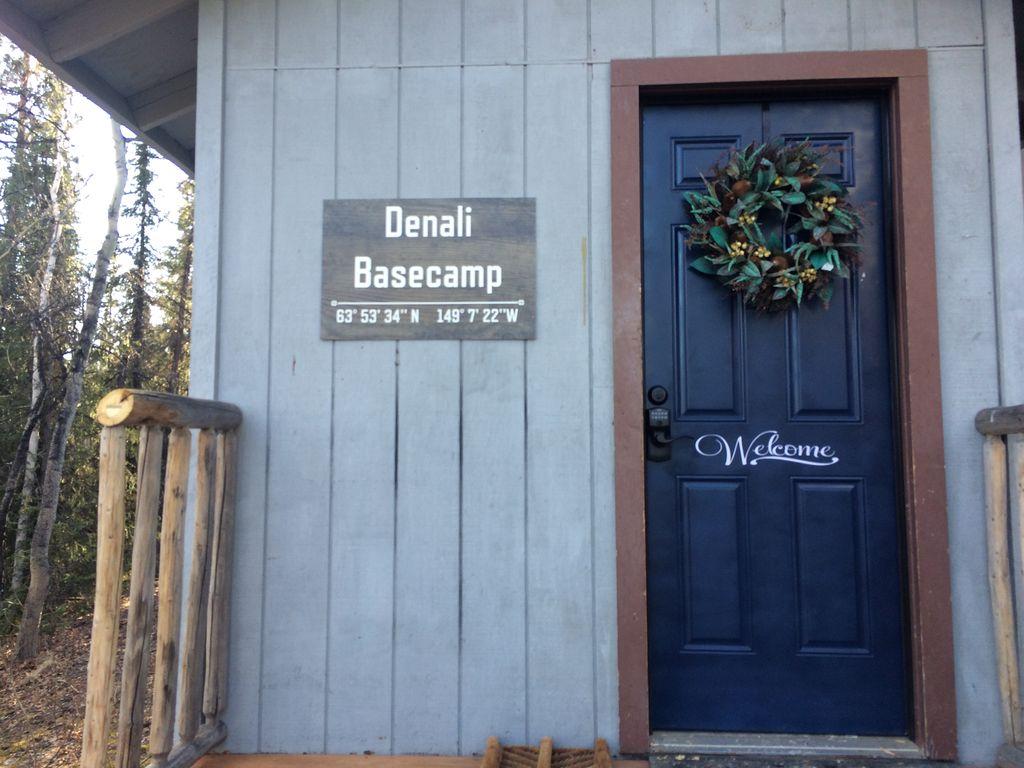 Denali
Basecamp
63° 53' 34" N 149° 7' 22" W
Welcome